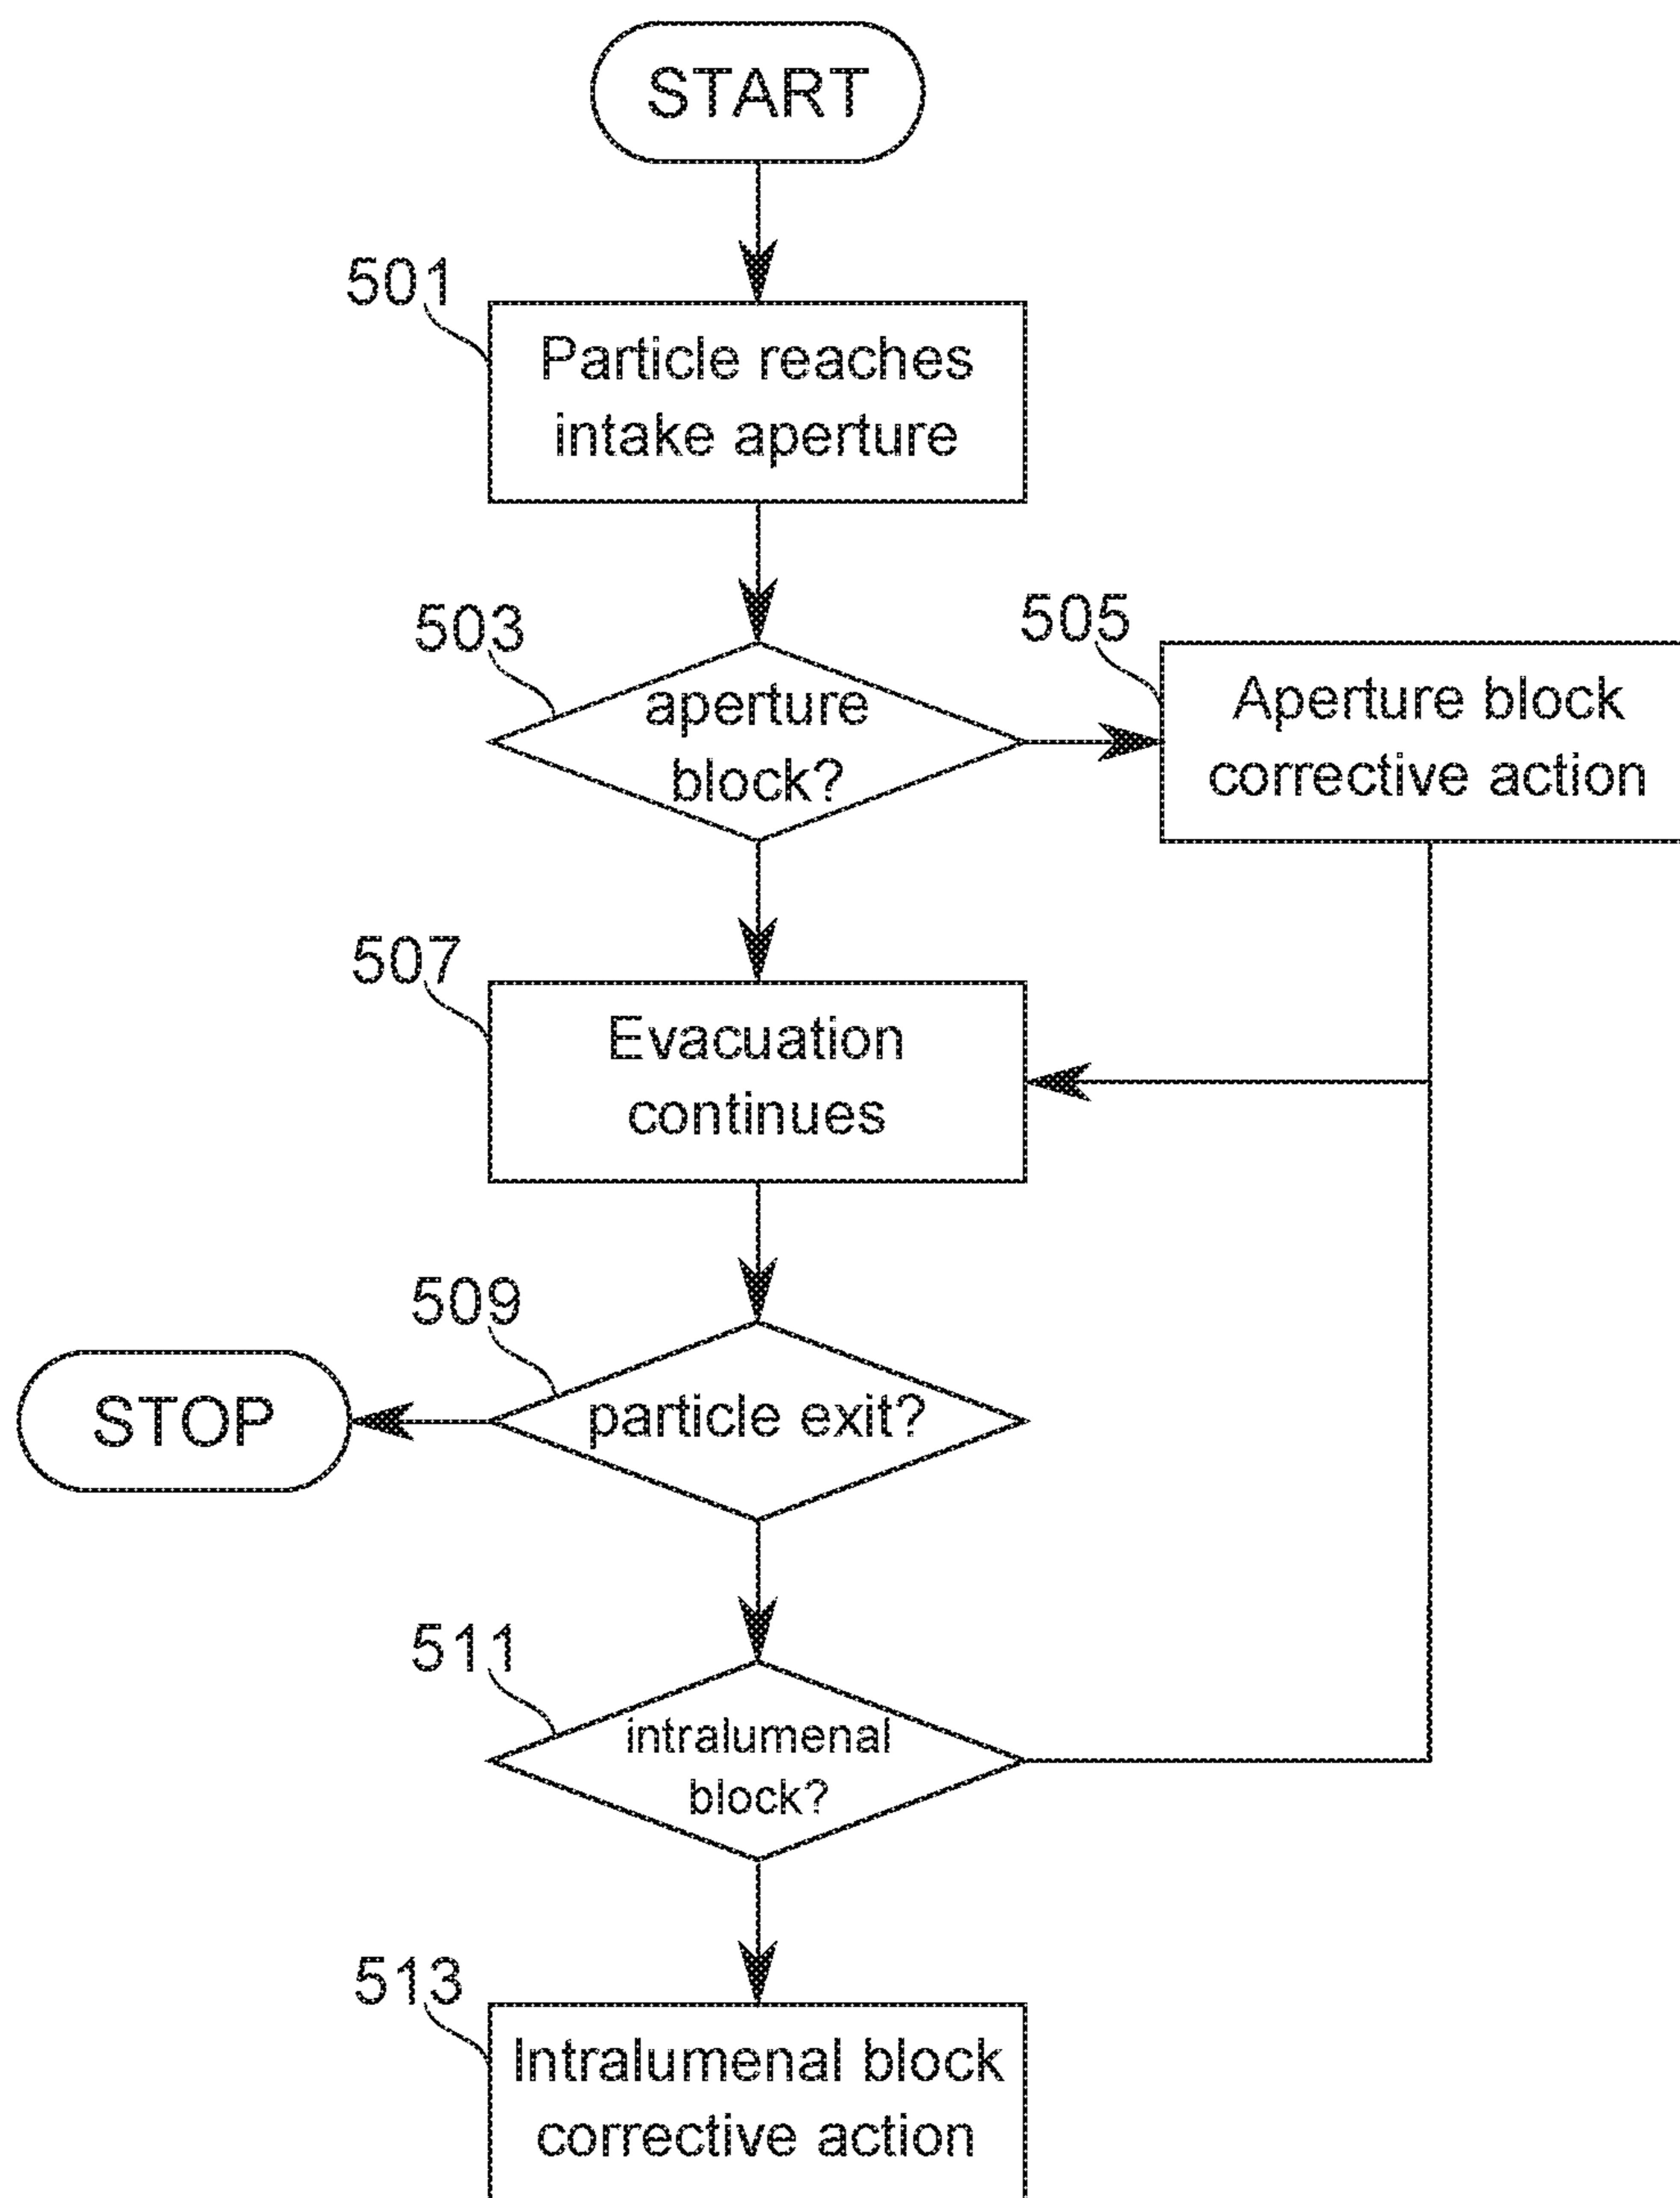 START
501
Particle reaches
intake aperture
503
aperture
block?
505
Aperture block
corrective action
507
Evacuation
continues
509
particle exit?
STOP
511
intralumenal
block?
513
Intralumenal block
corrective action